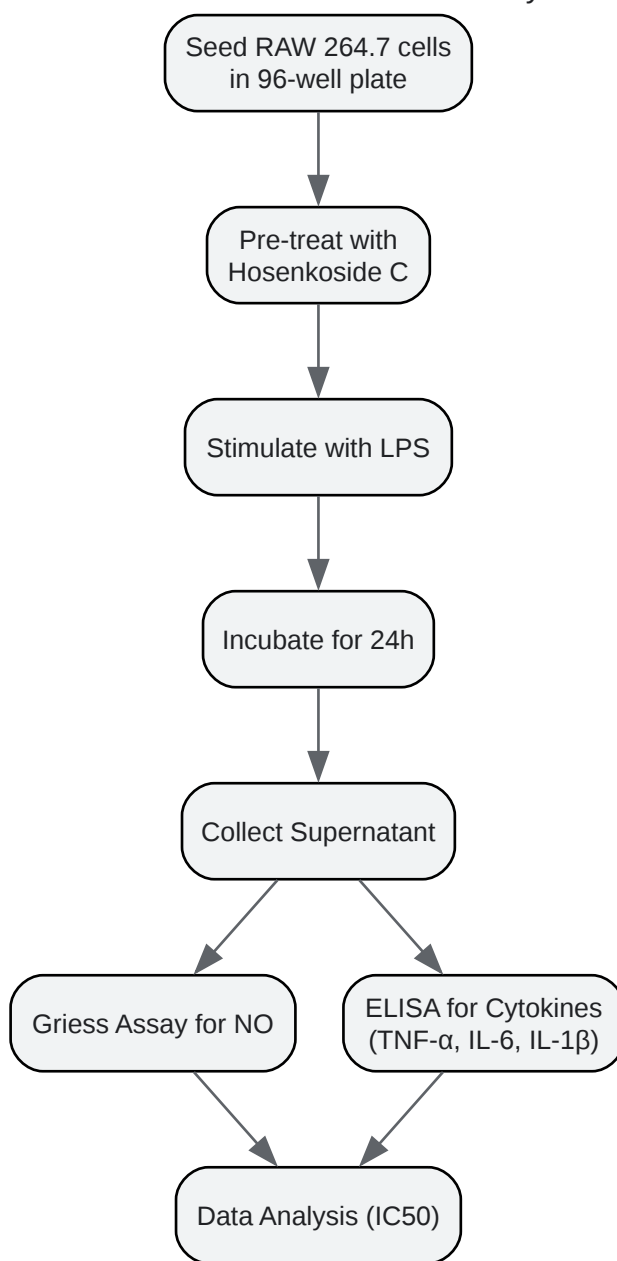 Seed RAW 264.7 cells
in 96-well plate
Pre-treat with
Hosenkoside C
Stimulate with LPS
Incubate for 24h
Collect Supernatant
Griess Assay for NO
ELISA for Cytokines
(TNF-α, IL-6, IL-1β)
Data Analysis (IC50)